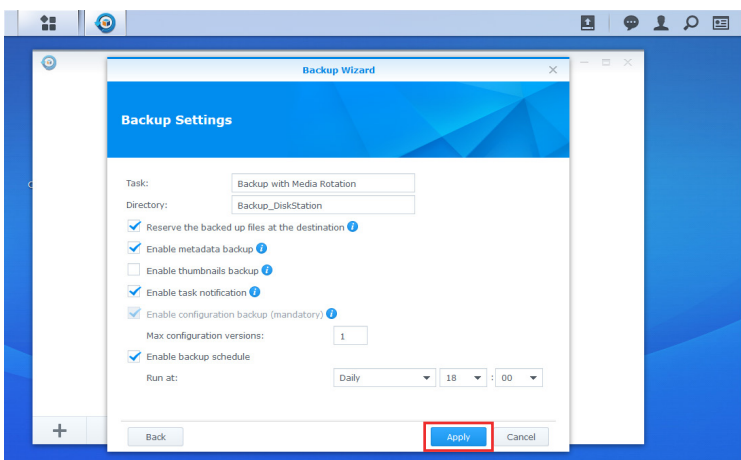 Backup Wizard
Backup Settings
Task: Backup with Media Rotation
Directory: Backup_DiskStation
Reserve the backed up files at the destination
Enable metadata backup
Enable thumbnails backup
Enable task notification
Enable configuration backup (mandatory)
Max configuration versions: 1
Enable backup schedule
Run at: Daily 18 : 00
Back Apply Cancel